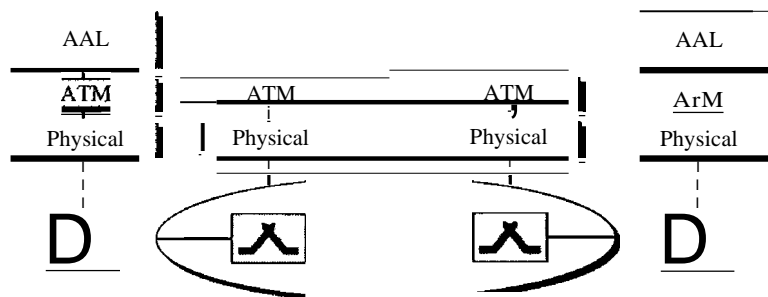 AAL AAL
ATM ATM ATM ArM
Physical Physical Physical Physical
D D